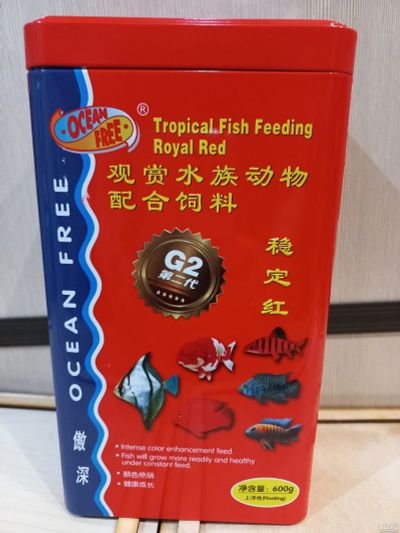 OCEAN
FREE
®
Tropical Fish Feeding
Royal Red
观赏水族动物
配合饲料
G2
第二代
稳定红
OCEAN FREE
傲深
• Intense color enhancement feed.
• Fish will grow more readily and healthy
under constant feed.
• 颜色艳丽
• 健康成长
净含量: 600g
上浮性(Floating)